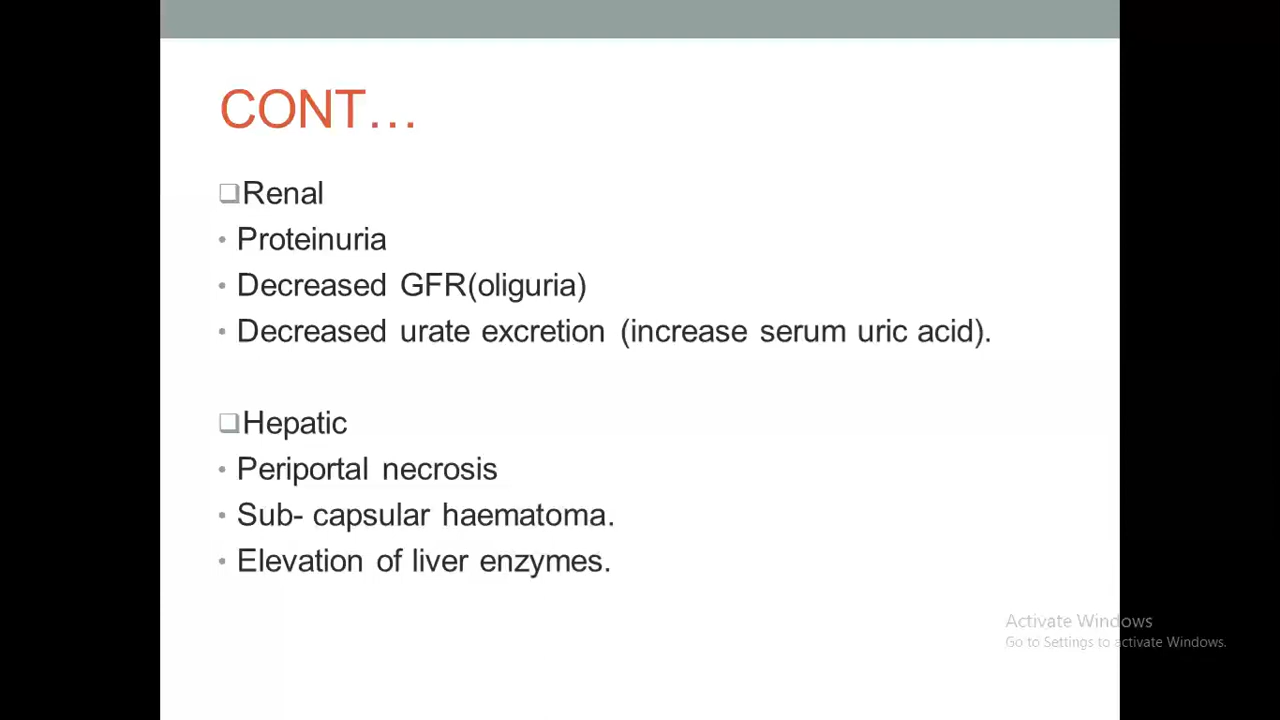 CONT...
Renal
Proteinuria
Decreased GFR(oliguria)
Decreased urate excretion (increase serum uric acid).
Hepatic
Periportal necrosis
Sub- capsular haematoma.
Elevation of liver enzymes.
Activate Windows
Go to Settings to activate Windows.